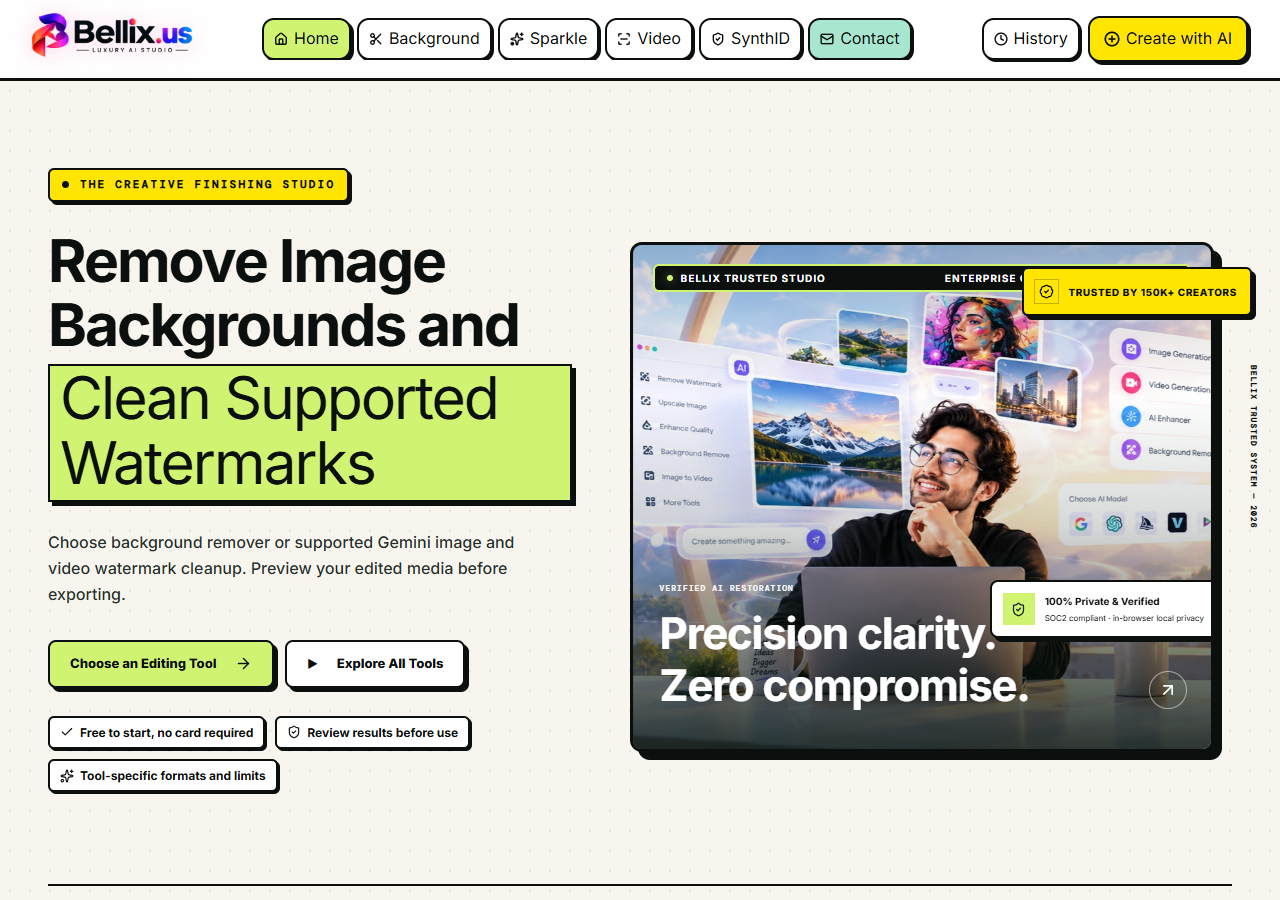 Bellix.us
LUXURY AI STUDIO
Home
Background
Sparkle
Video
SynthID
Contact
History
Create with AI
THE CREATIVE FINISHING STUDIO
Remove Image
Backgrounds and
Clean Supported
Watermarks
Choose background remover or supported Gemini image and
video watermark cleanup. Preview your edited media before
exporting.
Choose an Editing Tool
Explore All Tools
Free to start, no card required
Review results before use
Tool-specific formats and limits
BELLIX TRUSTED STUDIO
ENTERPRISE
TRUSTED BY 150K+ CREATORS
AI
Remove Watermark
Upscale Image
Enhance Quality
Background Remove
Image to Video
More Tools
Create something amazing...
Image Generation
Video Generation
AI Enhancer
Background Remo
Choose AI Model
VERIFIED AI RESTORATION
Precision clarity.
Zero compromise.
Ideas
Bigger
Dreams
100% Private & Verified
SOC2 compliant · in-browser local privacy
BELLIX TRUSTED SYSTEM — 2026